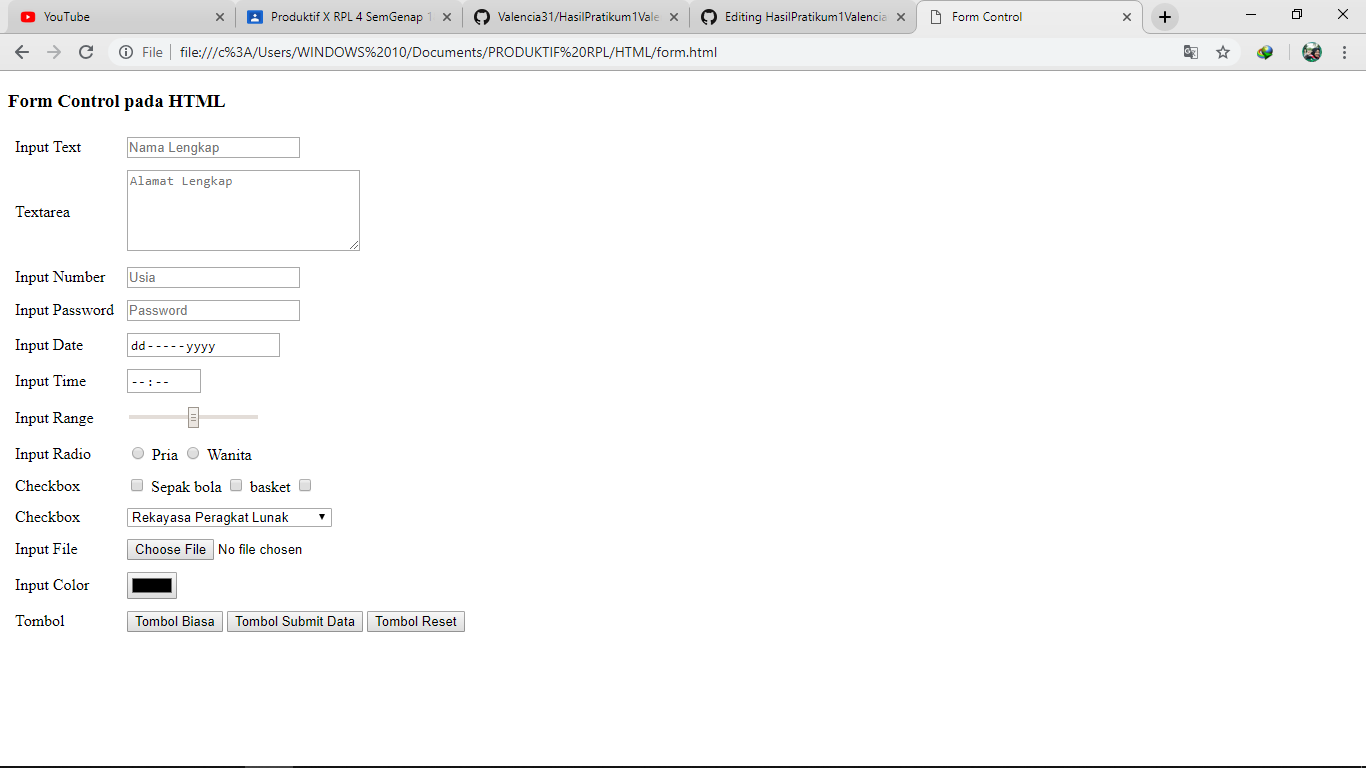 YouTube
Produktif X RPL 4 SemGenap 1
Valencia31/HasilPratikum1Vale
Editing HasilPratikum1Valencia
Form Control
File
file:///c%3A/Users/WINDOWS%2010/Documents/PRODUKTIF%20RPL/HTML/form.html
Form Control pada HTML
Input Text Nama Lengkap
Textarea Alamat Lengkap
Input Number Usia
Input Password Password
Input Date dd-----yyyy
Input Time --:--
Input Range
Input Radio Pria Wanita
Checkbox Sepak bola basket
Checkbox Rekayasa Peragkat Lunak
Input File Choose File No file chosen
Input Color
Tombol Tombol Biasa Tombol Submit Data Tombol Reset